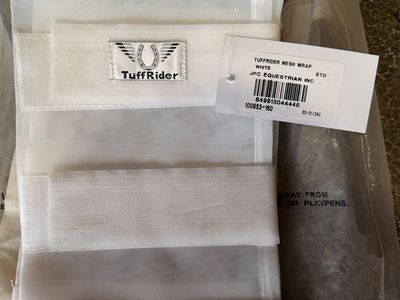 TuffRider
TUFFRIDER MESH WRAP
WHITE STD
JPC EQUESTRIAN INC
849913044448
100853-160
AWAY FROM
OR PLAYPENS.